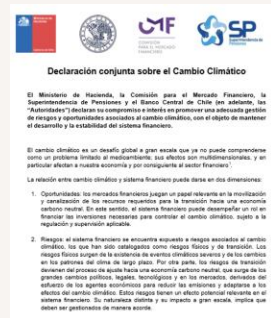 CMF
COMISIÓN
PARA EL MERCADO
FINANCIERO
SP
Superintendencia
de Pensiones
Declaración conjunta sobre el Cambio Climático
El Ministerio de Hacienda, la Comisión para el Mercado Financiero, la
Superintendencia de Pensiones y el Banco Central de Chile (en adelante, las
"Autoridades") declaran su compromiso e interés en promover una adecuada gestión
de riesgos y oportunidades asociados al cambio climático, con el objeto de mantener
el desarrollo y la estabilidad del sistema financiero.
El cambio climático es un desafío global a gran escala que ya no puede comprenderse
como un problema limitado al medioambiente; sus efectos son multidimensionales, y en
particular afectan a nuestra economía y por consiguiente al sector financiero¹.
La relación entre cambio climático y sistema financiero puede darse en dos dimensiones:
1. Oportunidades: los mercados financieros juegan un papel relevante en la movilización
y canalización de los recursos requeridos para la transición hacia una economía
carbono neutral. En este sentido, el sistema financiero puede desempeñar un rol en
financiar las inversiones necesarias para controlar el cambio climático, sujeto a la
regulación y supervisión aplicable.
2. Riesgos: el sistema financiero se encuentra expuesto a riesgos asociados al cambio
climático, los que han sido catalogados como riesgos físicos y de transición. Los
riesgos físicos surgen de la existencia de eventos climáticos severos y de los cambios
en los patrones del clima de largo plazo. Por otra parte, los riesgos de transición
devienen del proceso de ajuste hacia una economía carbono neutral, que surge de los
grandes cambios políticos, legales, tecnológicos y en los mercados, derivados del
esfuerzo de los agentes económicos para reducir las emisiones y adaptarse a los
efectos del cambio climático. Estos riesgos tienen un efecto potencial relevante en el
sistema financiero. Su naturaleza distinta y su impacto a gran escala, implica que
deben ser gestionados de manera acorde.